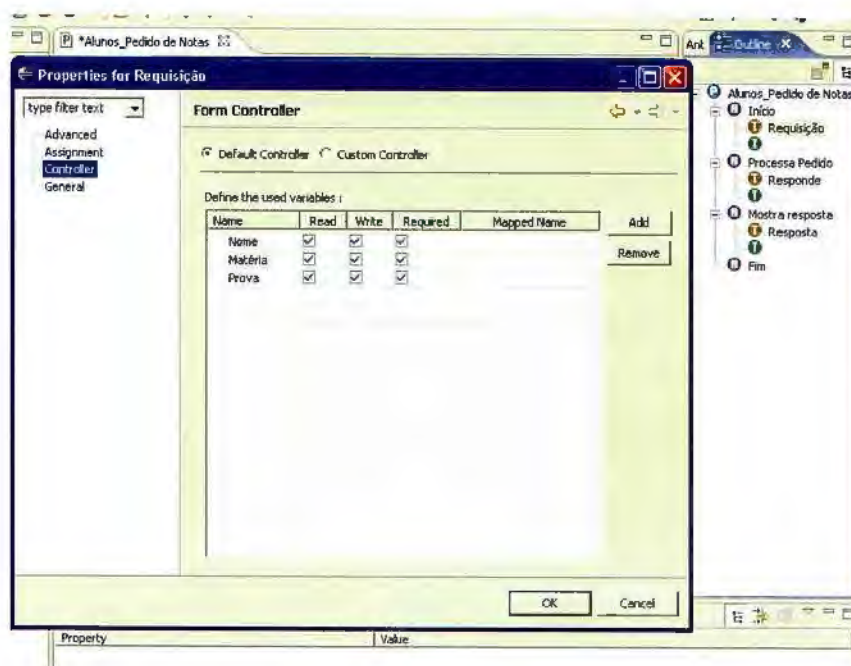 *Alunos_Pedido de Notas
Ant Outline X
Properties for Requisição
type filter text
Advanced
Assignment
Controller
General
Form Controller
Default Controller Custom Controller
Define the used variables :
Name Read Write Required Mapped Name
Nome
Matéria
Prova
Add
Remove
OK Cancel
Alunos_Pedido de Notas
Início
Requisição
Processa Pedido
Responde
Mostra resposta
Resposta
Fim
Property Value